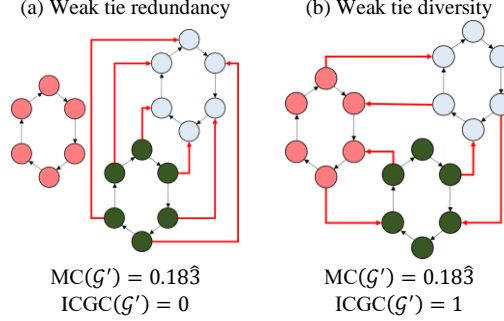 (a) Weak tie redundancy (b) Weak tie diversity
MC(𝒢′) = 0.183̂ MC(𝒢′) = 0.183̂
ICGC(𝒢′) = 0 ICGC(𝒢′) = 1